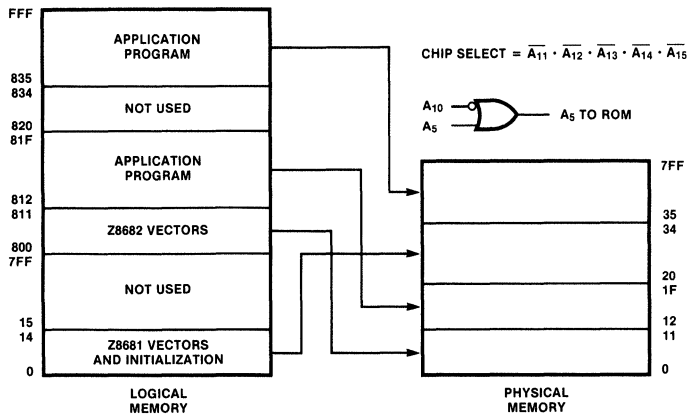 FFF
APPLICATION
PROGRAM
835
834
NOT USED
820
81F
APPLICATION
PROGRAM
812
811
Z8682 VECTORS
800
7FF
NOT USED
15
14
Z8681 VECTORS
AND INITIALIZATION
0
LOGICAL
MEMORY
CHIP SELECT = A̅₁₁ · A̅₁₂ · A̅₁₃ · A̅₁₄ · A̅₁₅
A₁₀
A₅
A₅ TO ROM
7FF
35
34
20
1F
12
11
0
PHYSICAL
MEMORY